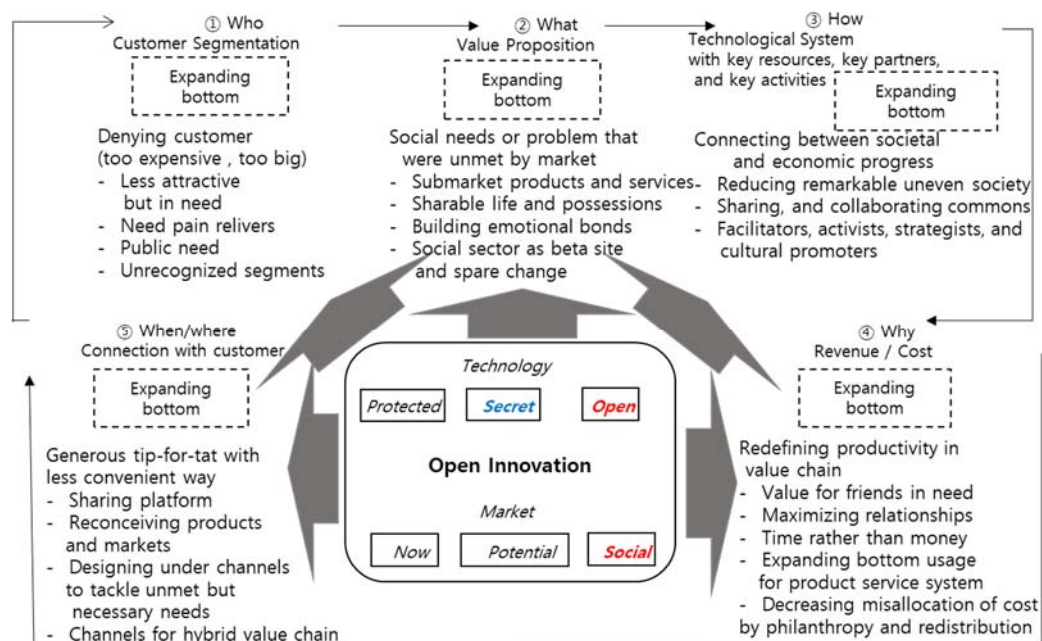 ① Who
Customer Segmentation
Expanding
bottom
Denying customer
(too expensive , too big)
- Less attractive
but in need
- Need pain relivers
- Public need
- Unrecognized segments
② What
Value Proposition
Expanding
bottom
Social needs or problem that
were unmet by market
- Submarket products and services
- Sharable life and possessions
- Building emotional bonds
- Social sector as beta site
and spare change
③ How
Technological System
with key resources, key partners,
and key activities
Expanding
bottom
Connecting between societal
and economic progress
- Reducing remarkable uneven society
- Sharing, and collaborating commons
- Facilitators, activists, strategists, and
cultural promoters
⑤ When/where
Connection with customer
Expanding
bottom
Generous tip-for-tat with
less convenient way
- Sharing platform
- Reconceiving products
and markets
- Designing under channels
to tackle unmet but
necessary needs
- Channels for hybrid value chain
Technology
Protected
Secret
Open
Open Innovation
Market
Now
Potential
Social
④ Why
Revenue / Cost
Expanding
bottom
Redefining productivity in
value chain
- Value for friends in need
- Maximizing relationships
- Time rather than money
- Expanding bottom usage
for product service system
- Decreasing misallocation of cost
by philanthropy and redistribution